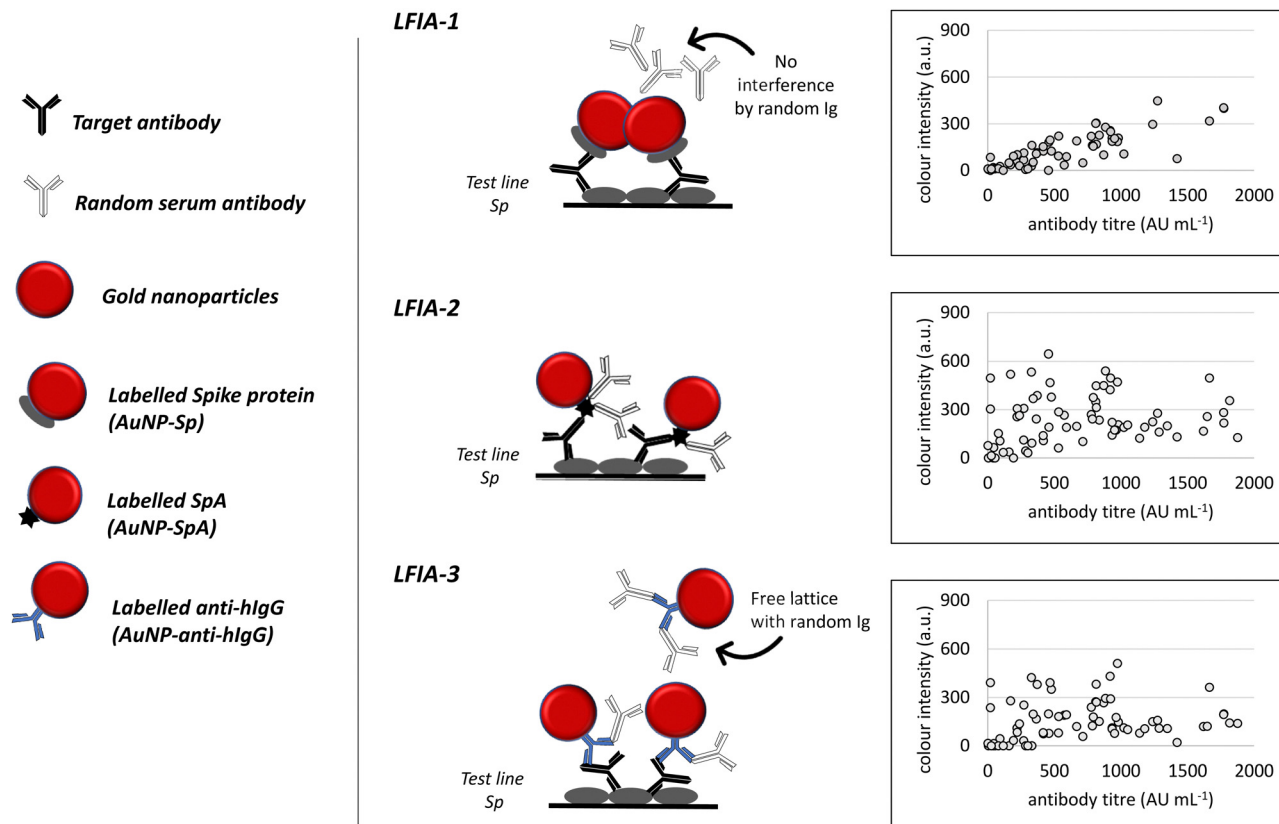 Target antibody
Random serum antibody
Gold nanoparticles
Labelled Spike protein
(AuNP-Sp)
Labelled SpA
(AuNP-SpA)
Labelled anti-hIgG
(AuNP-anti-hIgG)
LFIA-1
No
interference
by random Ig
Test line
Sp
colour intensity (a.u.)
900
600
300
0
0
500
1000
1500
2000
antibody titre (AU mL-1)
LFIA-2
Test line
Sp
colour intensity (a.u.)
900
600
300
0
0
500
1000
1500
2000
antibody titre (AU mL-1)
LFIA-3
Free lattice
with random Ig
Test line
Sp
colour intensity (a.u.)
900
600
300
0
0
500
1000
1500
2000
antibody titre (AU mL-1)